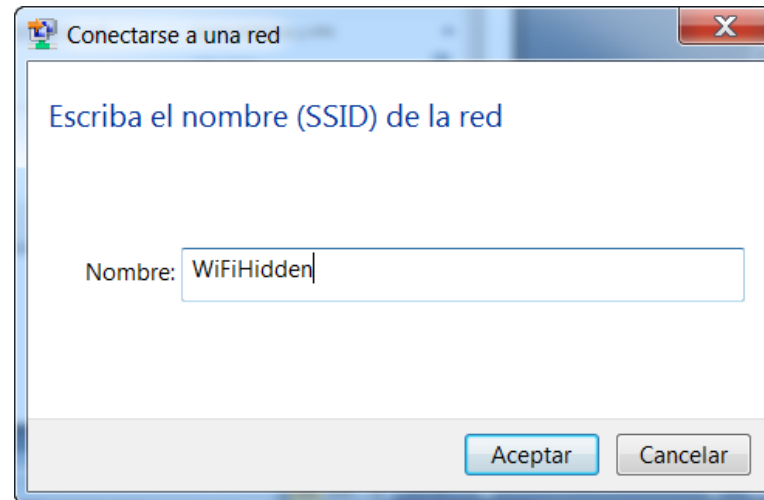 Conectarse a una red
Escriba el nombre (SSID) de la red
Nombre: WiFiHidden
Aceptar Cancelar